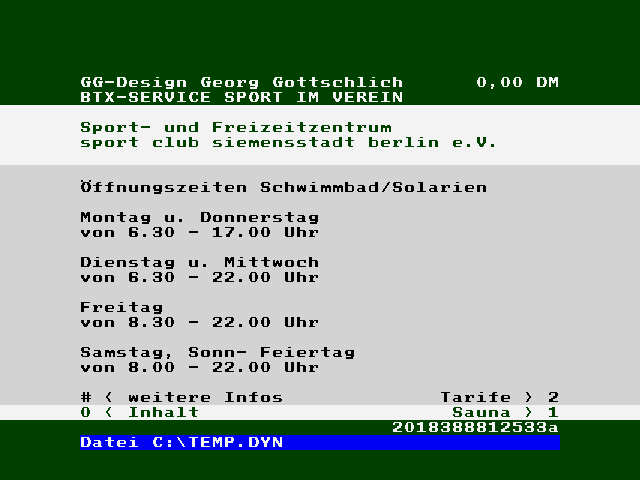 GG-Design Georg Gottschlich 0,00 DM
BTX-SERVICE SPORT IM VEREIN
Sport- und Freizeitzentrum
sport club siemensstadt berlin e.V.
Öffnungszeiten Schwimmbad/Solarien
Montag u. Donnerstag
von 6.30 - 17.00 Uhr
Dienstag u. Mittwoch
von 6.30 - 22.00 Uhr
Freitag
von 8.30 - 22.00 Uhr
Samstag, Sonn- Feiertag
von 8.00 - 22.00 Uhr
# < weitere Infos Tarife > 2
0 < Inhalt Sauna > 1
2018388812533a
Datei C:\TEMP.DYN